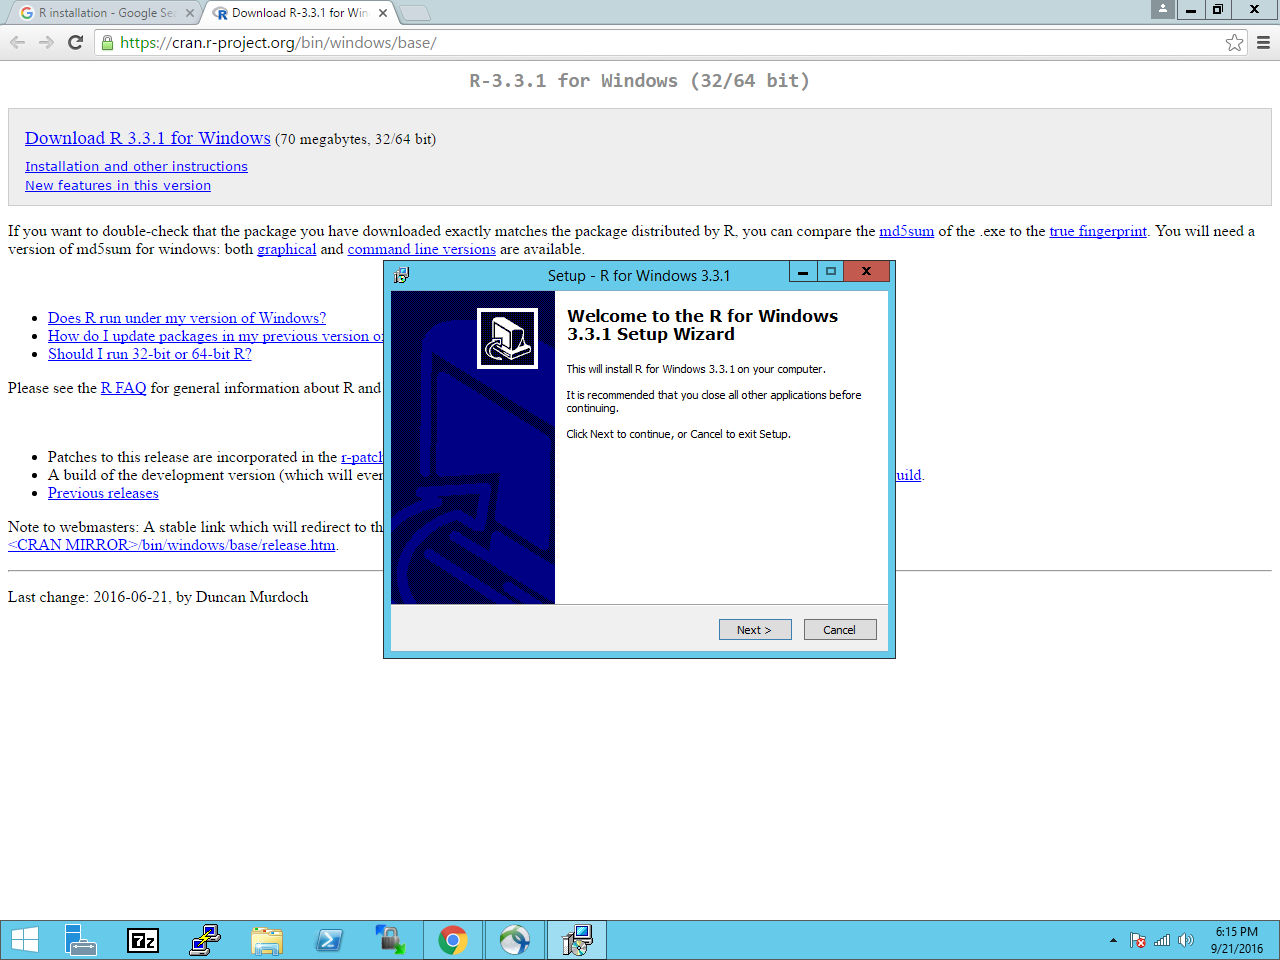 R installation - Google Se
Download R-3.3.1 for Win
https://cran.r-project.org/bin/windows/base/
R-3.3.1 for Windows (32/64 bit)
Download R 3.3.1 for Windows (70 megabytes, 32/64 bit)
Installation and other instructions
New features in this version
If you want to double-check that the package you have downloaded exactly matches the package distributed by R, you can compare the md5sum of the .exe to the true fingerprint. You will need a
version of md5sum for windows: both graphical and command line versions are available.
Does R run under my version of Windows?
How do I update packages in my previous version o
Should I run 32-bit or 64-bit R?
Please see the R FAQ for general information about R and
Patches to this release are incorporated in the r-patch
A build of the development version (which will ever
uild.
Previous releases
Note to webmasters: A stable link which will redirect to th
<CRAN MIRROR>/bin/windows/base/release.htm.
Last change: 2016-06-21, by Duncan Murdoch
Setup - R for Windows 3.3.1
Welcome to the R for Windows
3.3.1 Setup Wizard
This will install R for Windows 3.3.1 on your computer.
It is recommended that you close all other applications before
continuing.
Click Next to continue, or Cancel to exit Setup.
Next >
Cancel
7z
6:15 PM
9/21/2016